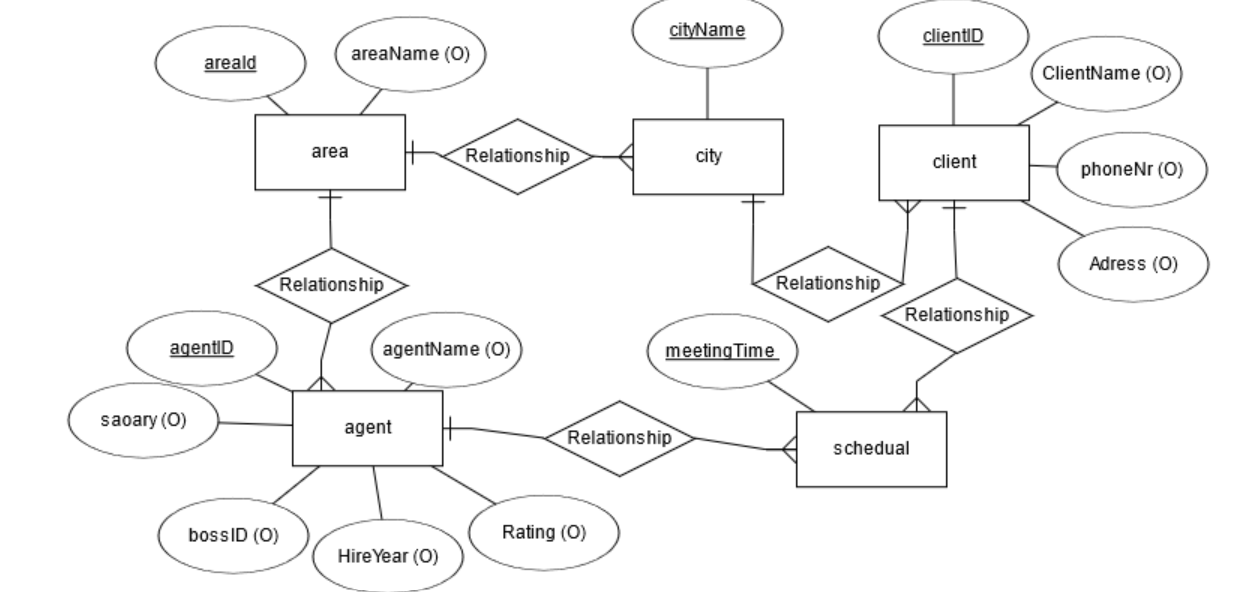 areaId
areaName (O)
cityName
clientID
ClientName (O)
area
Relationship
city
client
phoneNr (O)
Adress (O)
Relationship
Relationship
Relationship
agentID
agentName (O)
meetingTime
saoary (O)
agent
Relationship
schedual
bossID (O)
HireYear (O)
Rating (O)